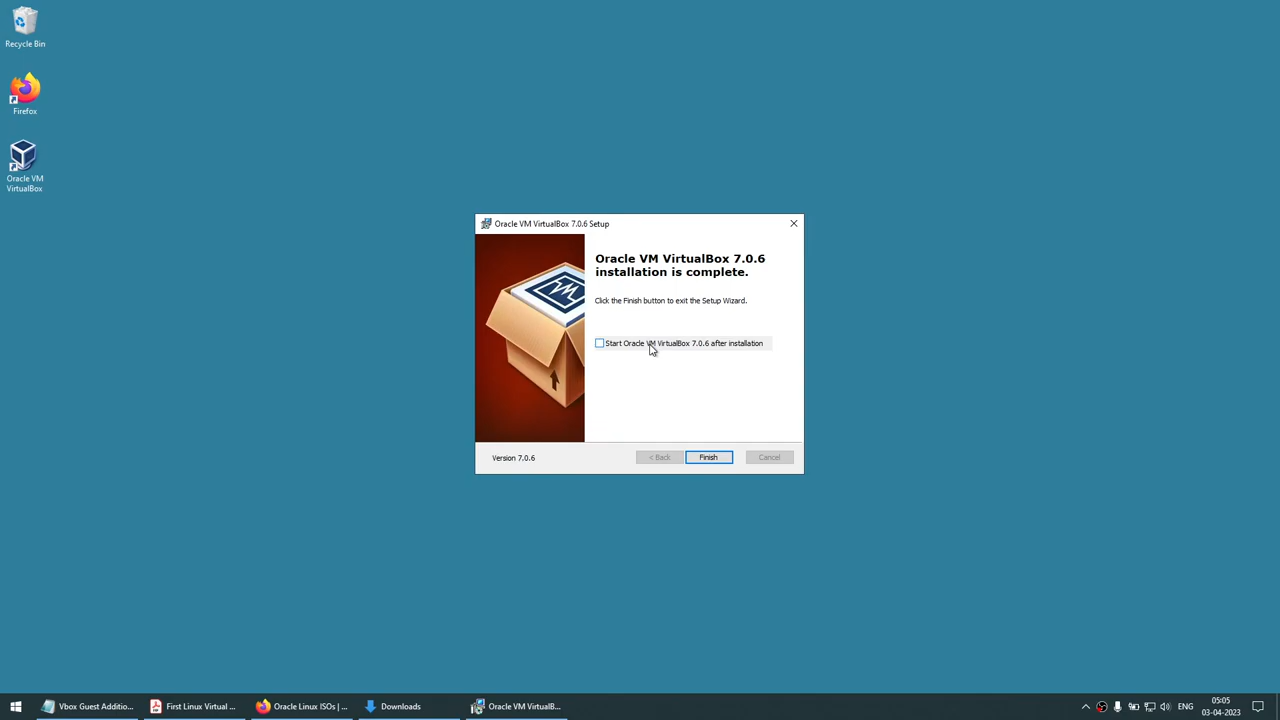 Recycle Bin
Firefox
Oracle VM
VirtualBox
Oracle VM VirtualBox 7.0.6 Setup
Oracle VM VirtualBox 7.0.6
installation is complete.
Click the Finish button to exit the Setup Wizard.
Start Oracle VM VirtualBox 7.0.6 after installation
Version 7.0.6
< Back
Finish
Cancel
Vbox Guest Addition...
First Linux Virtual ...
Oracle Linux ISOs | ...
Downloads
Oracle VM VirtualB...
ENG
05:05
03-04-2023